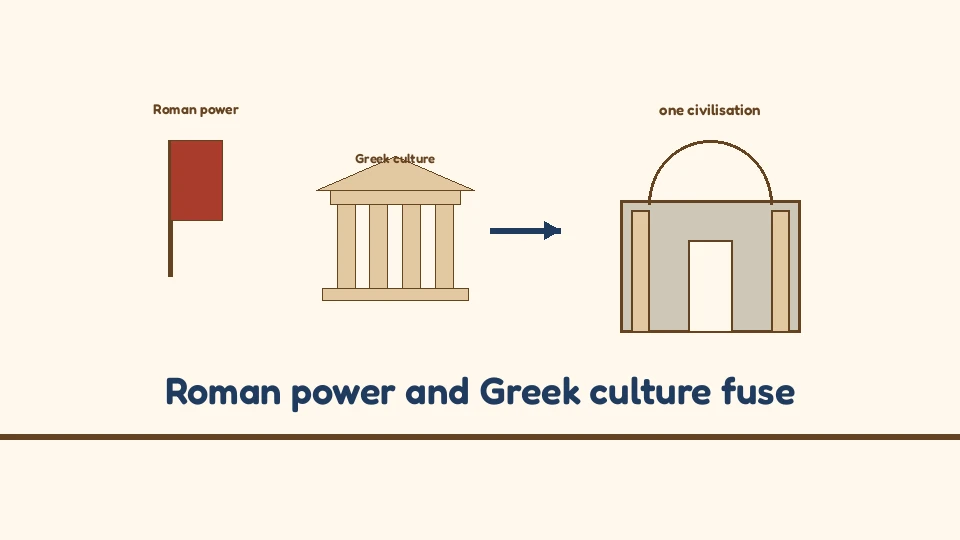 Roman power
one civilisation
Greek culture
Roman power and Greek culture fuse